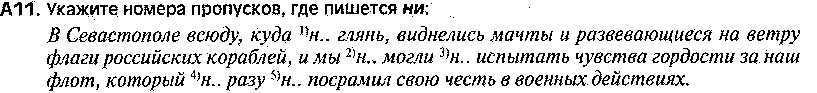 А11. Укажите номера пропусков, где пишется ни:
В Севастополе всюду, куда ¹⁾н.. глянь, виднелись мачты и развевающиеся на ветру
флаги российских кораблей, и мы ²⁾н.. могли ³⁾н.. испытать чувства гордости за наш
флот, который ⁴⁾н.. разу ⁵⁾н.. посрамил свою честь в военных действиях.